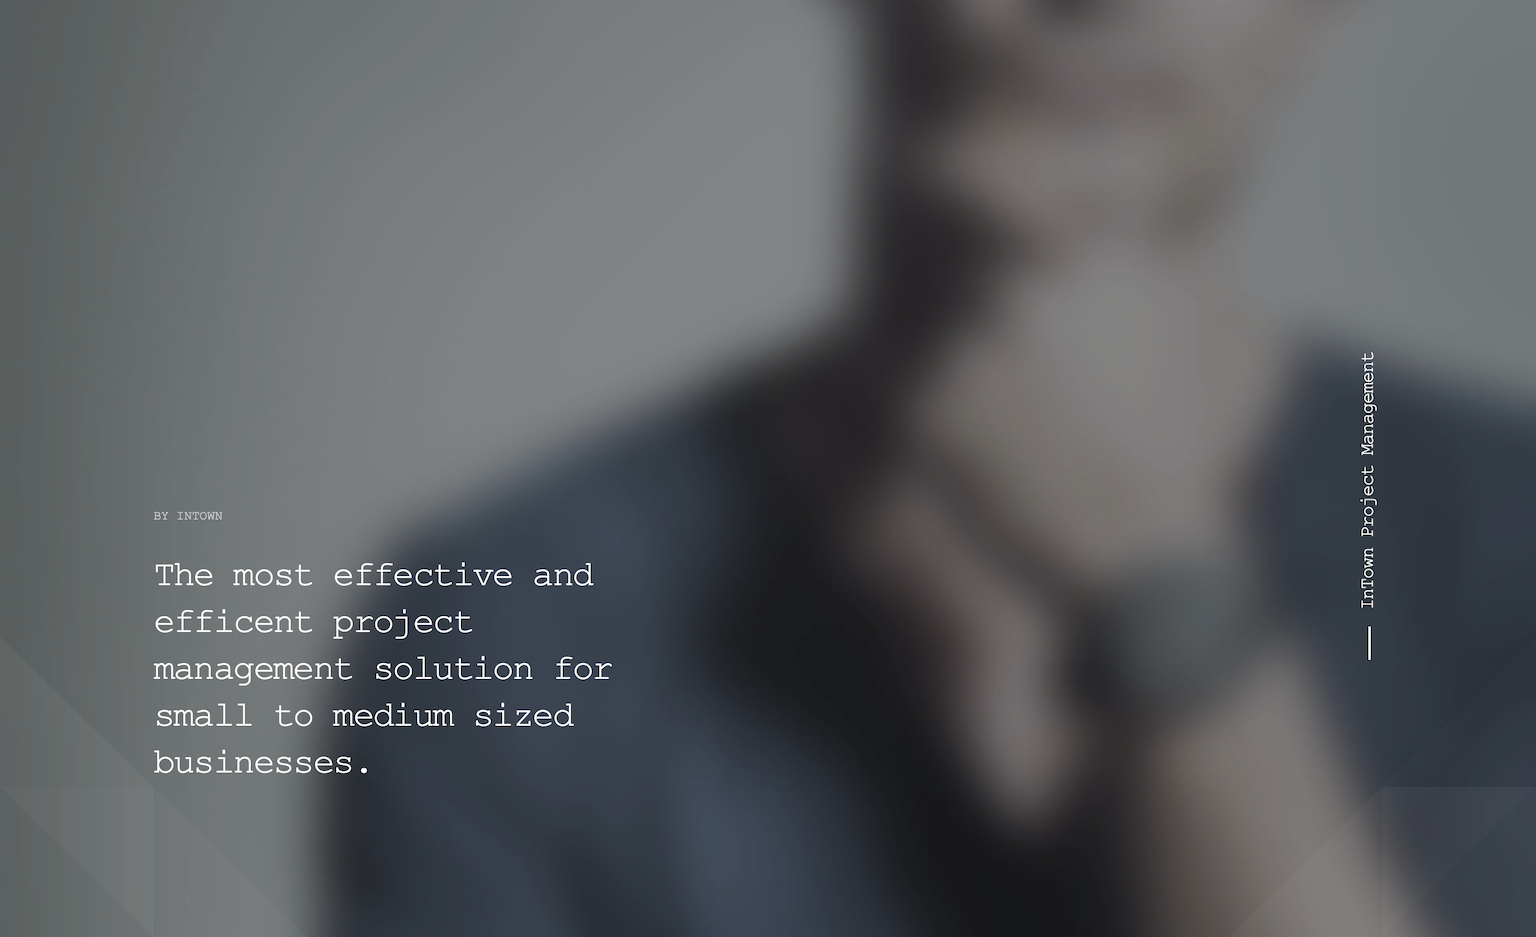 BY INTOWN
The most effective and
efficent project
management solution for
small to medium sized
businesses.
InTown Project Management